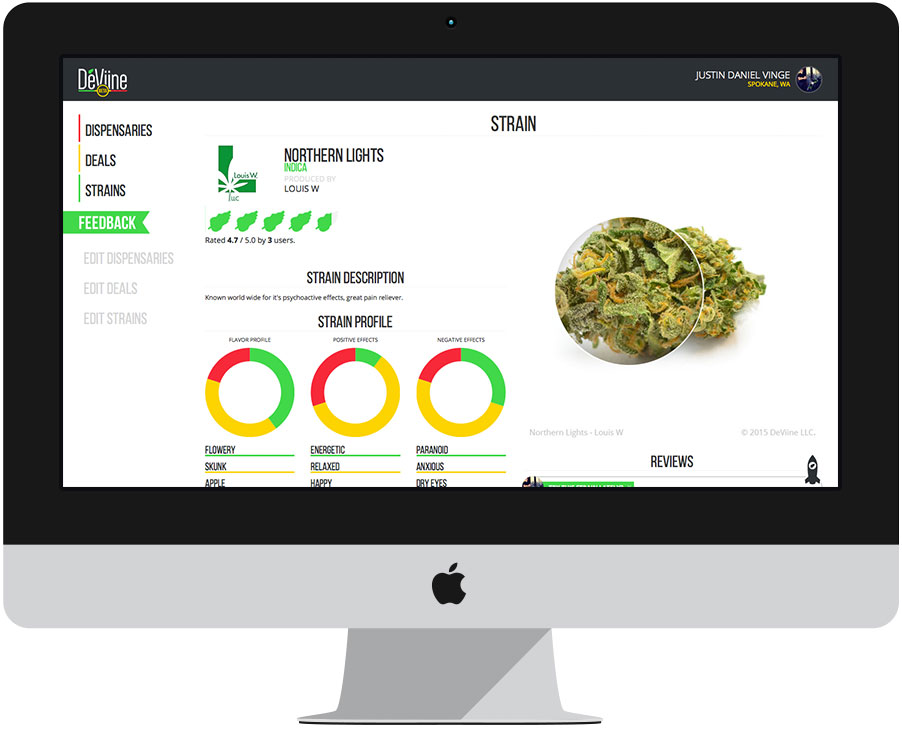 DéViine
BETA
JUSTIN DANIEL VINGE
SPOKANE, WA
DISPENSARIES
DEALS
STRAINS
FEEDBACK
EDIT DISPENSARIES
EDIT DEALS
EDIT STRAINS
STRAIN
Louis W.
NORTHERN LIGHTS
INDICA
PRODUCED BY
LOUIS W
Rated 4.7 / 5.0 by 3 users.
STRAIN DESCRIPTION
Known world wide for it's psychoactive effects, great pain reliever.
STRAIN PROFILE
FLAVOR PROFILE
POSITIVE EFFECTS
NEGATIVE EFFECTS
FLOWERY
ENERGETIC
PARANOID
SKUNK
RELAXED
ANXIOUS
APPLE
HAPPY
DRY EYES
Northern Lights - Louis W
© 2015 DeViine LLC.
REVIEWS